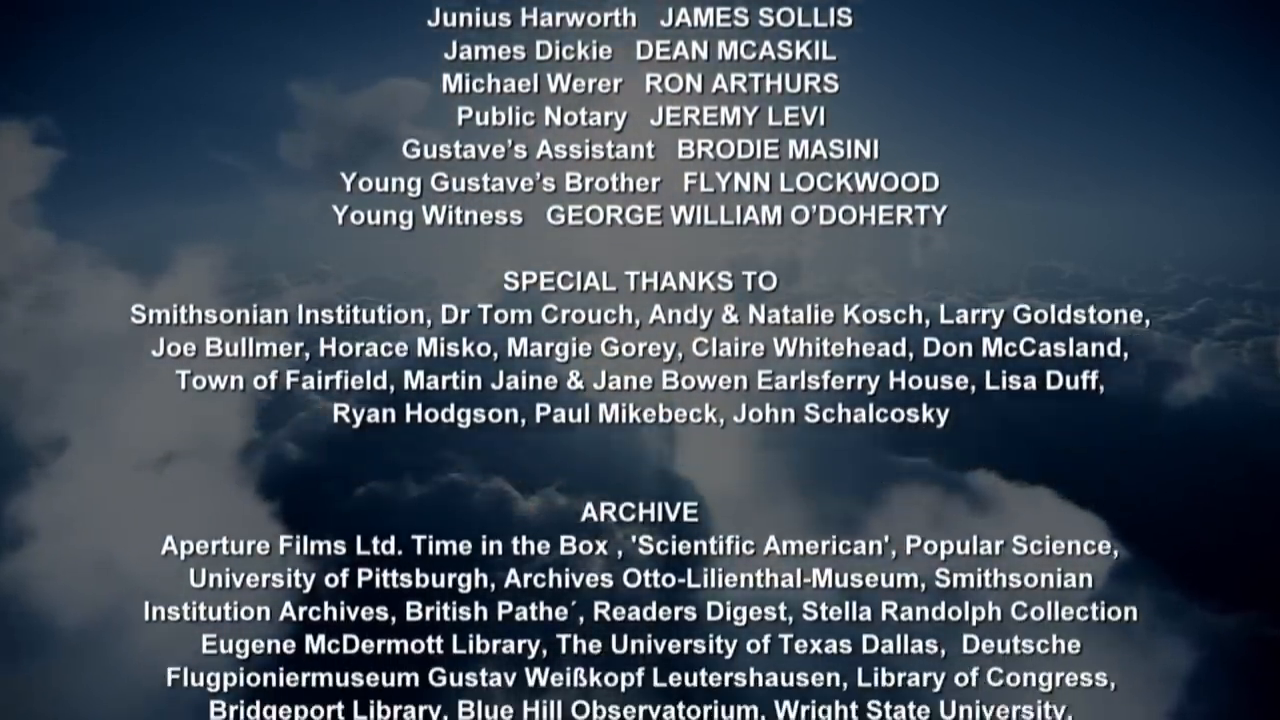 Junius Harworth JAMES SOLLIS
James Dickie DEAN MCASKIL
Michael Werer RON ARTHURS
Public Notary JEREMY LEVI
Gustave’s Assistant BRODIE MASINI
Young Gustave’s Brother FLYNN LOCKWOOD
Young Witness GEORGE WILLIAM O’DOHERTY
SPECIAL THANKS TO
Smithsonian Institution, Dr Tom Crouch, Andy & Natalie Kosch, Larry Goldstone,
Joe Bullmer, Horace Misko, Margie Gorey, Claire Whitehead, Don McCasland,
Town of Fairfield, Martin Jaine & Jane Bowen Earlsferry House, Lisa Duff,
Ryan Hodgson, Paul Mikebeck, John Schalcosky
ARCHIVE
Aperture Films Ltd. Time in the Box , 'Scientific American', Popular Science,
University of Pittsburgh, Archives Otto-Lilienthal-Museum, Smithsonian
Institution Archives, British Pathe´, Readers Digest, Stella Randolph Collection
Eugene McDermott Library, The University of Texas Dallas, Deutsche
Flugpioniermuseum Gustav Weißkopf Leutershausen, Library of Congress,
Bridgeport Library, Blue Hill Observatorium, Wright State University,